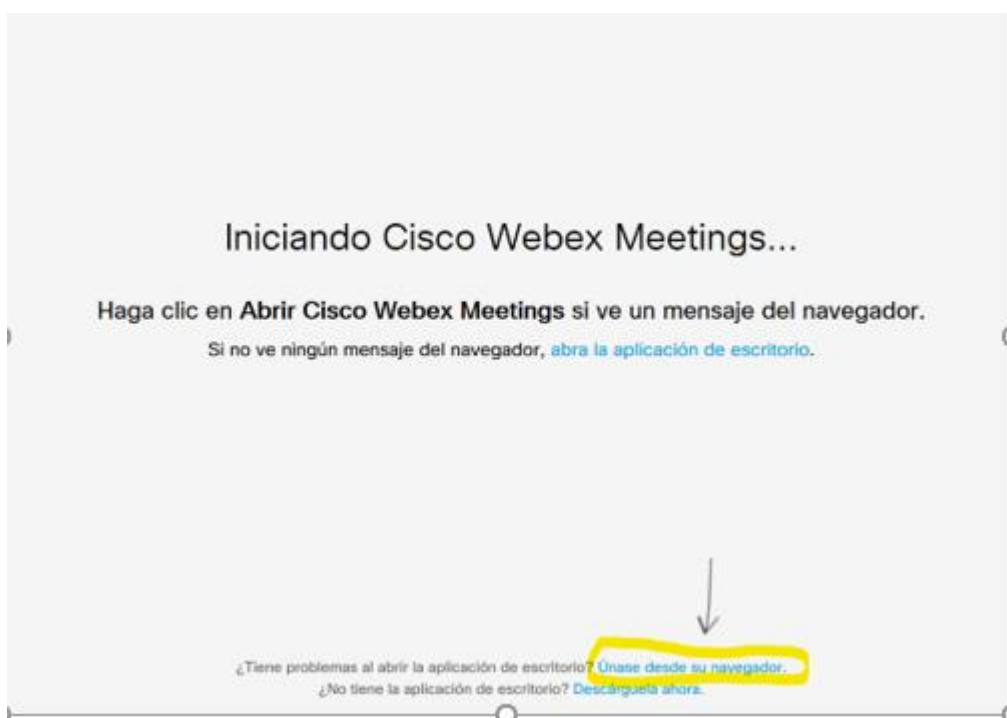 Iniciando Cisco Webex Meetings...
Haga clic en Abrir Cisco Webex Meetings si ve un mensaje del navegador.
Si no ve ningún mensaje del navegador, abra la aplicación de escritorio.
¿Tiene problemas al abrir la aplicación de escritorio? Únase desde su navegador.
¿No tiene la aplicación de escritorio? Descárguela ahora.